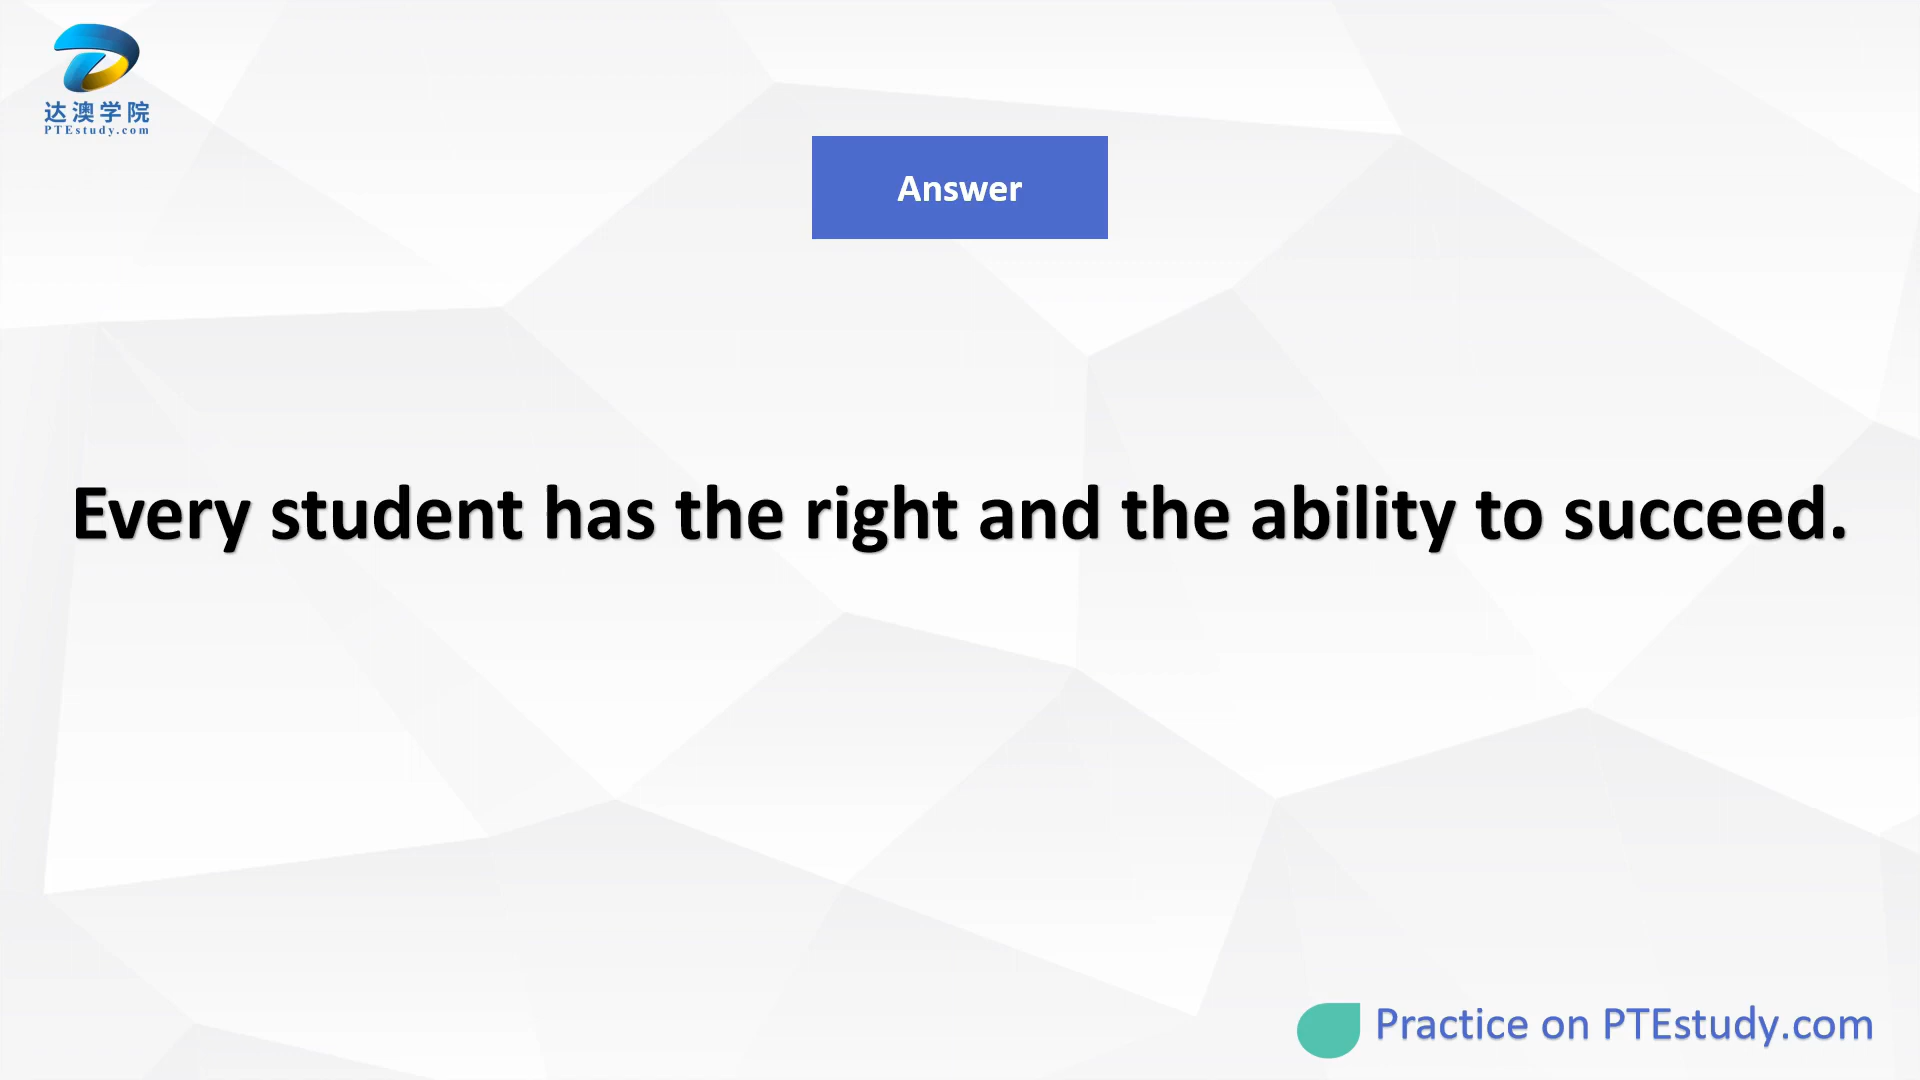 达澳学院
PTEstudy.com
Answer
Every student has the right and the ability to succeed.
Practice on PTEstudy.com